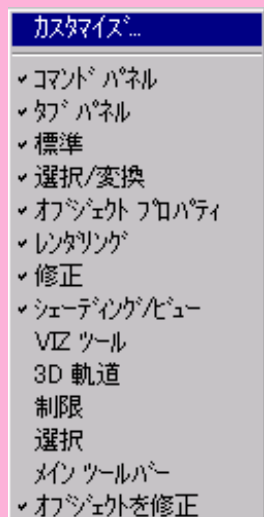 カスタマイズ...
コマンド パネル
タブ パネル
標準
選択/変換
オブジェクト プロパティ
レンダリング
修正
シェーディング/ビュー
VIZ ツール
3D 軌道
制限
選択
メイン ツールバー
オブジェクトを修正